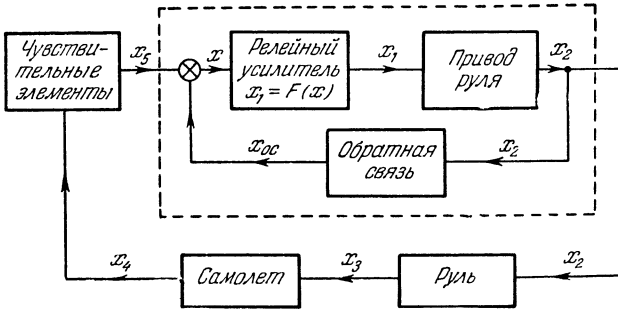 Чувстви-
тельные
элементы
x₅
x
Релейный
усилитель
x₁ = F(x)
x₁
Привод
руля
x₂
xос
Обратная
связь
x₂
x₄
Самолет
x₃
Руль
x₂